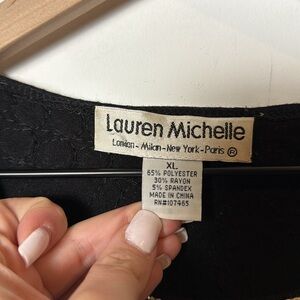 Lauren Michelle
London - Milan - New York - Paris ®
XL
65% POLYESTER
30% RAYON
5% SPANDEX
MADE IN CHINA
RN#107465